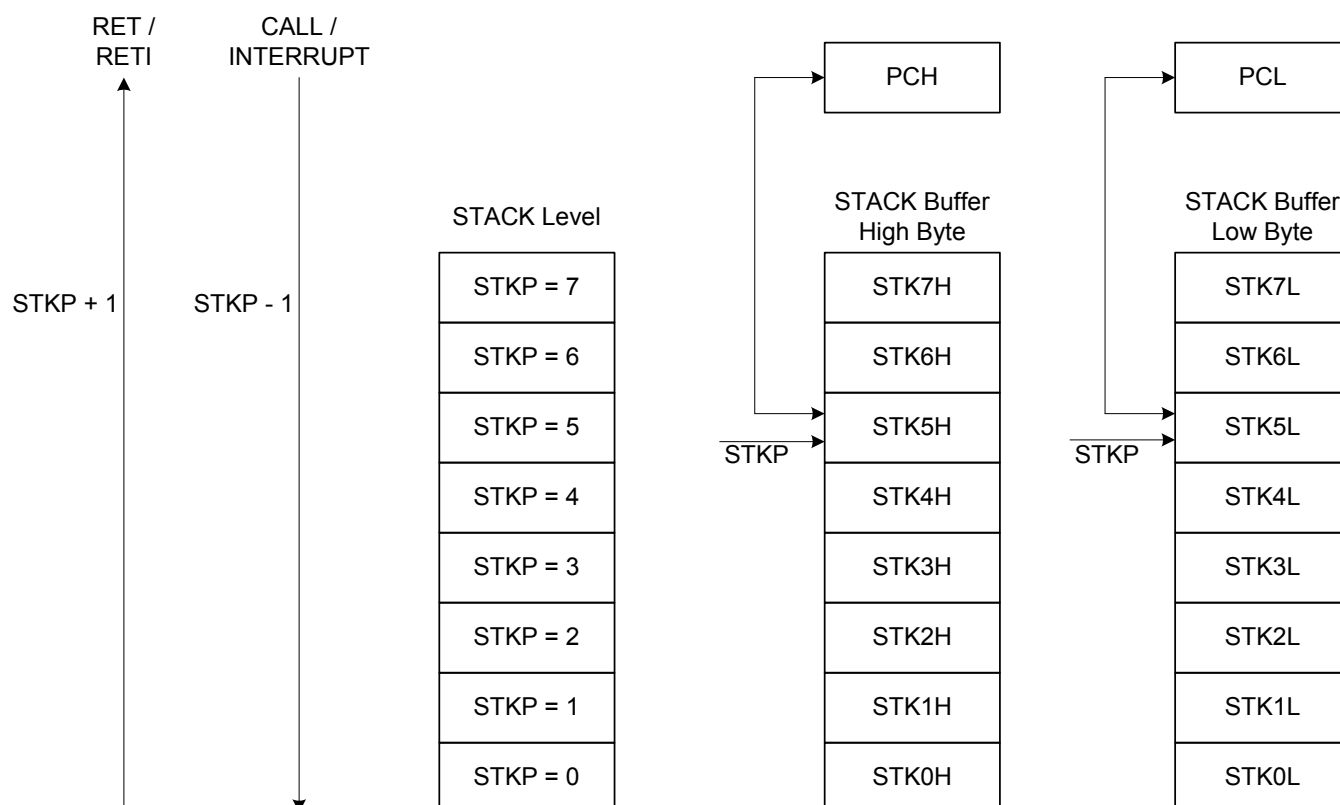 RET /
RETI
CALL /
INTERRUPT
STKP + 1
STKP - 1
STACK Level
STKP = 7
STKP = 6
STKP = 5
STKP = 4
STKP = 3
STKP = 2
STKP = 1
STKP = 0
PCH
STACK Buffer
High Byte
STK7H
STK6H
STK5H
STKP
STK4H
STK3H
STK2H
STK1H
STK0H
PCL
STACK Buffer
Low Byte
STK7L
STK6L
STK5L
STKP
STK4L
STK3L
STK2L
STK1L
STK0L